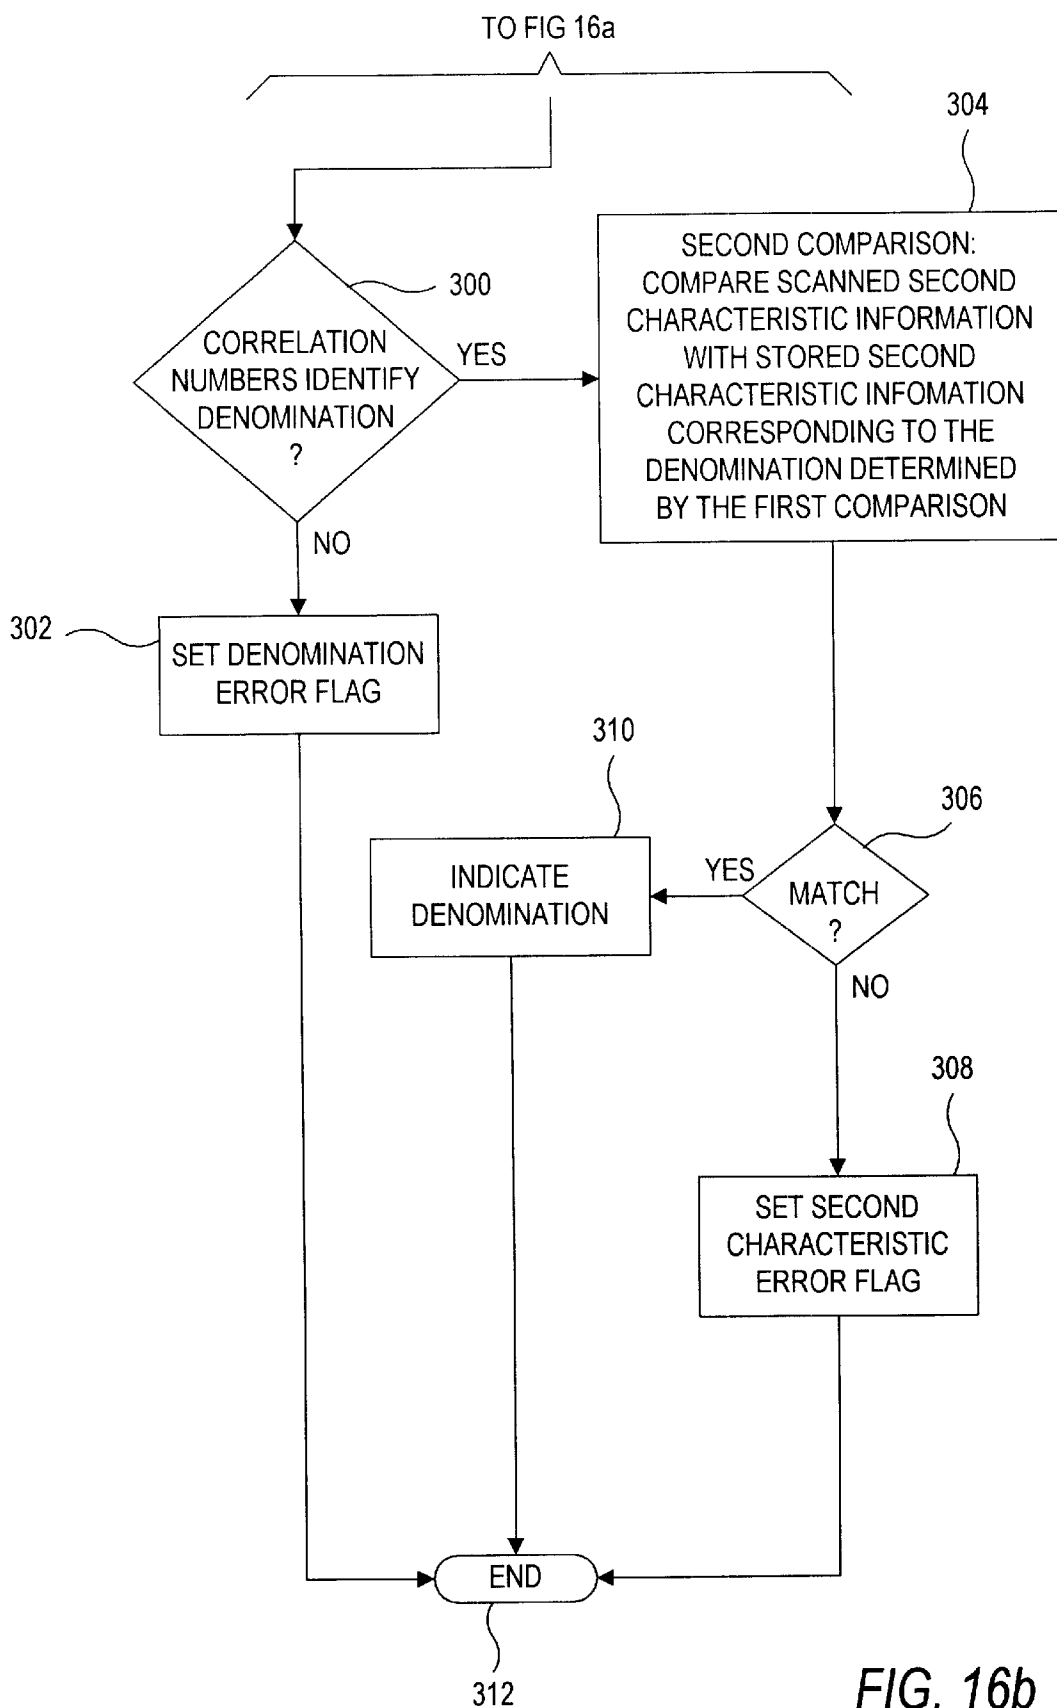 TO FIG 16a
304
300
CORRELATION
NUMBERS IDENTIFY
DENOMINATION
?
YES
NO
SECOND COMPARISON:
COMPARE SCANNED SECOND
CHARACTERISTIC INFORMATION
WITH STORED SECOND
CHARACTERISTIC INFOMATION
CORRESPONDING TO THE
DENOMINATION DETERMINED
BY THE FIRST COMPARISON
302
SET DENOMINATION
ERROR FLAG
310
INDICATE
DENOMINATION
306
YES
MATCH
?
NO
308
SET SECOND
CHARACTERISTIC
ERROR FLAG
END
312
FIG. 16b